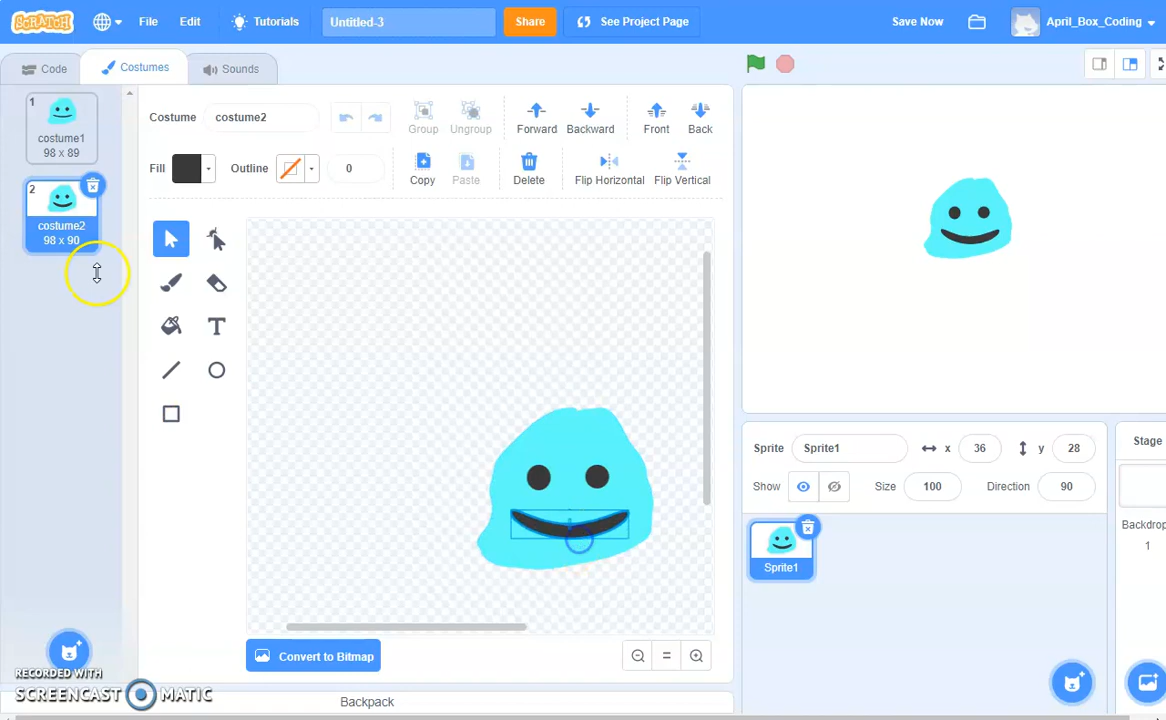 SCRATCH
File
Edit
Tutorials
Untitled-3
Share
See Project Page
Save Now
April_Box_Coding
Code
Costumes
Sounds
1
costume1
98 x 89
2
costume2
98 x 90
Costume
costume2
Group
Ungroup
Forward
Backward
Front
Back
Fill
Outline
0
Copy
Paste
Delete
Flip Horizontal
Flip Vertical
T
Convert to Bitmap
Backpack
Sprite
Sprite1
x
36
y
28
Show
Size
100
Direction
90
Sprite1
Stage
Backdrop
1
RECORDED WITH
SCREENCAST MATIC